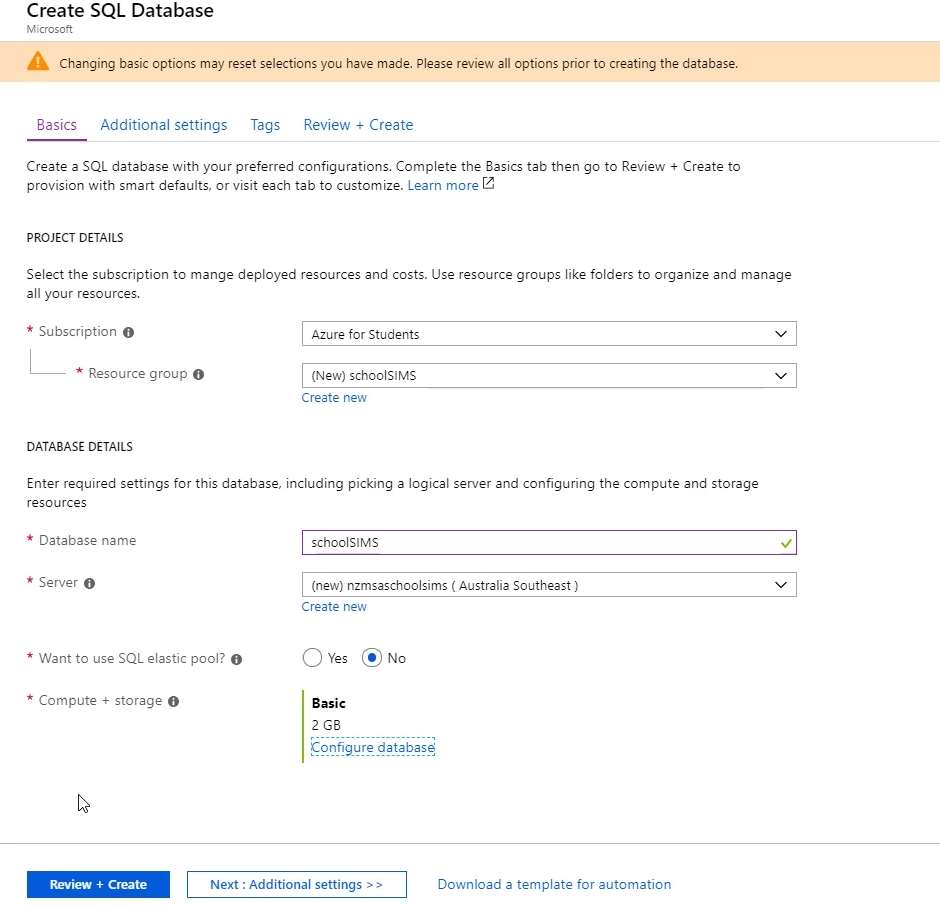 Create SQL Database
Microsoft
Changing basic options may reset selections you have made. Please review all options prior to creating the database.
Basics Additional settings Tags Review + Create
Create a SQL database with your preferred configurations. Complete the Basics tab then go to Review + Create to
provision with smart defaults, or visit each tab to customize. Learn more
PROJECT DETAILS
Select the subscription to mange deployed resources and costs. Use resource groups like folders to organize and manage
all your resources.
* Subscription Azure for Students
* Resource group (New) schoolSIMS
Create new
DATABASE DETAILS
Enter required settings for this database, including picking a logical server and configuring the compute and storage
resources
* Database name schoolSIMS
* Server (new) nzmsaschoolsims ( Australia Southeast )
Create new
* Want to use SQL elastic pool? Yes No
* Compute + storage Basic
2 GB
Configure database
Review + Create Next : Additional settings >> Download a template for automation